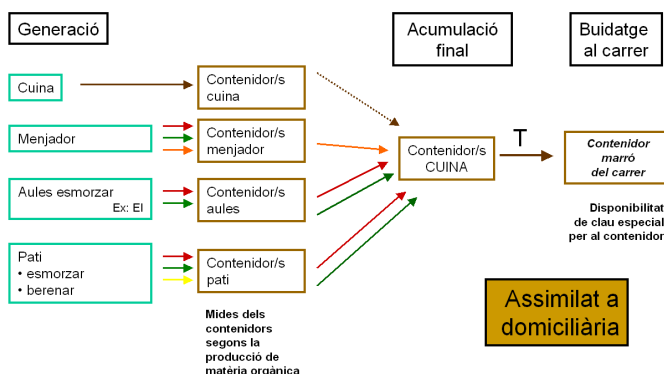 Generació
Acumulació
final
Buidatge
al carrer
Cuina
Contenidor/s
cuina
Menjador
Contenidor/s
menjador
Contenidor/s
CUINA
T
Contenidor
marró
del carrer
Aules esmorzar
Ex: EI
Contenidor/s
aules
Disponibilitat
de clau especial
per al contenidor
Pati
• esmorzar
• berenar
Contenidor/s
pati
Mides dels
contenidors
segons la
producció de
matèria orgànica
Assimilat a
domiciliària